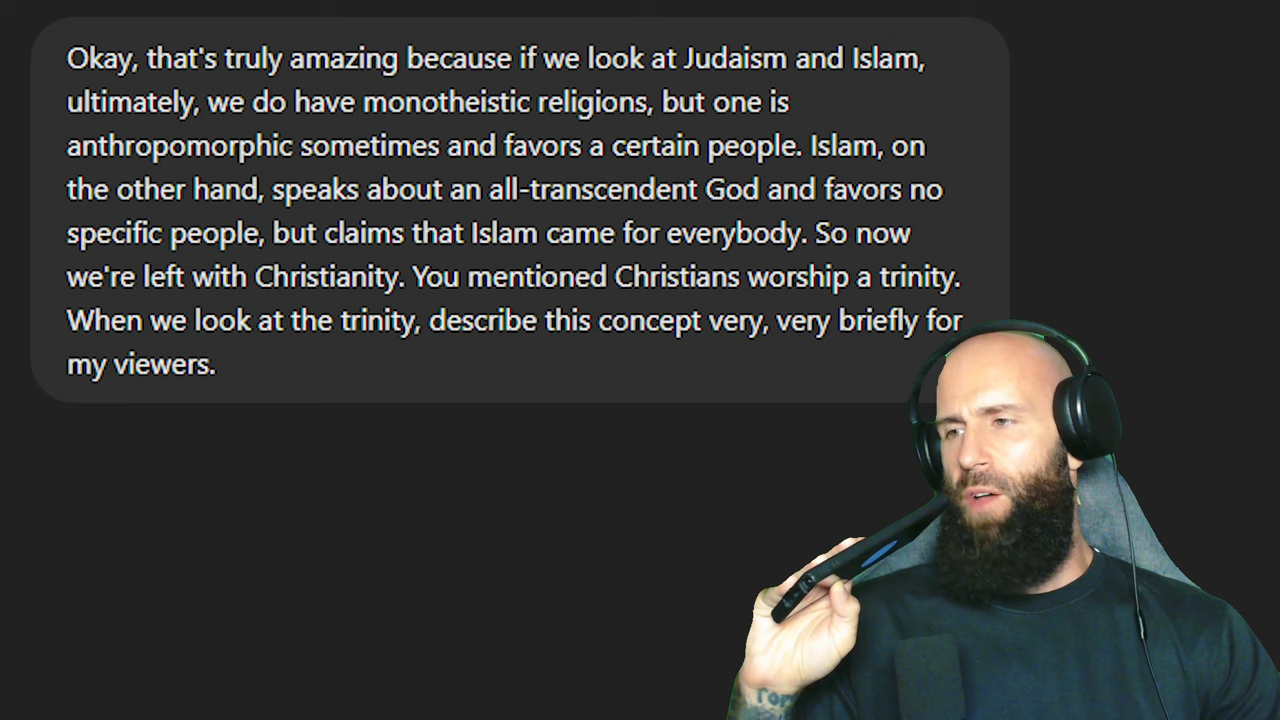 Okay, that's truly amazing because if we look at Judaism and Islam,
ultimately, we do have monotheistic religions, but one is
anthropomorphic sometimes and favors a certain people. Islam, on
the other hand, speaks about an all-transcendent God and favors no
specific people, but claims that Islam came for everybody. So now
we're left with Christianity. You mentioned Christians worship a trinity.
When we look at the trinity, describe this concept very, very briefly for
my viewers.